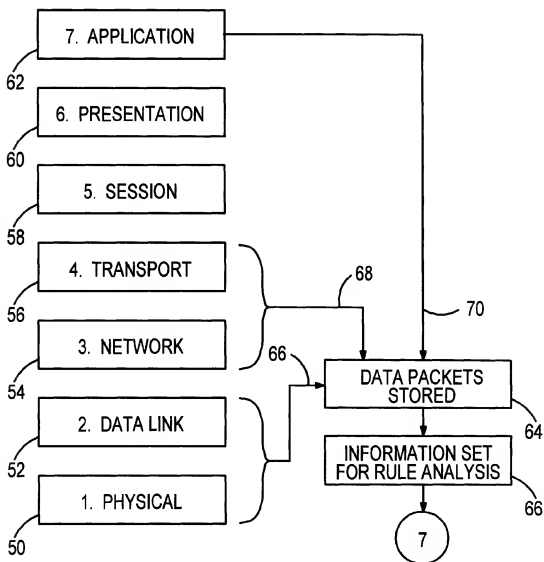 7. APPLICATION
62
6. PRESENTATION
60
5. SESSION
58
4. TRANSPORT
56
68
70
3. NETWORK
54
66
DATA PACKETS
STORED
64
2. DATA LINK
52
INFORMATION SET
FOR RULE ANALYSIS
66
1. PHYSICAL
50
7